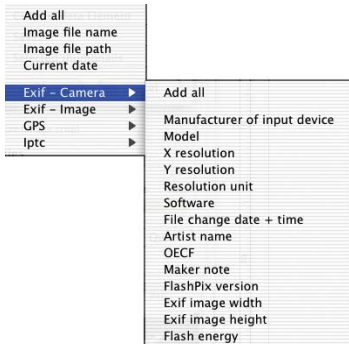 Add all
Image file name
Image file path
Current date
Exif – Camera
Exif – Image
GPS
Iptc
Add all
Manufacturer of input device
Model
X resolution
Y resolution
Resolution unit
Software
File change date + time
Artist name
OECF
Maker note
FlashPix version
Exif image width
Exif image height
Flash energy